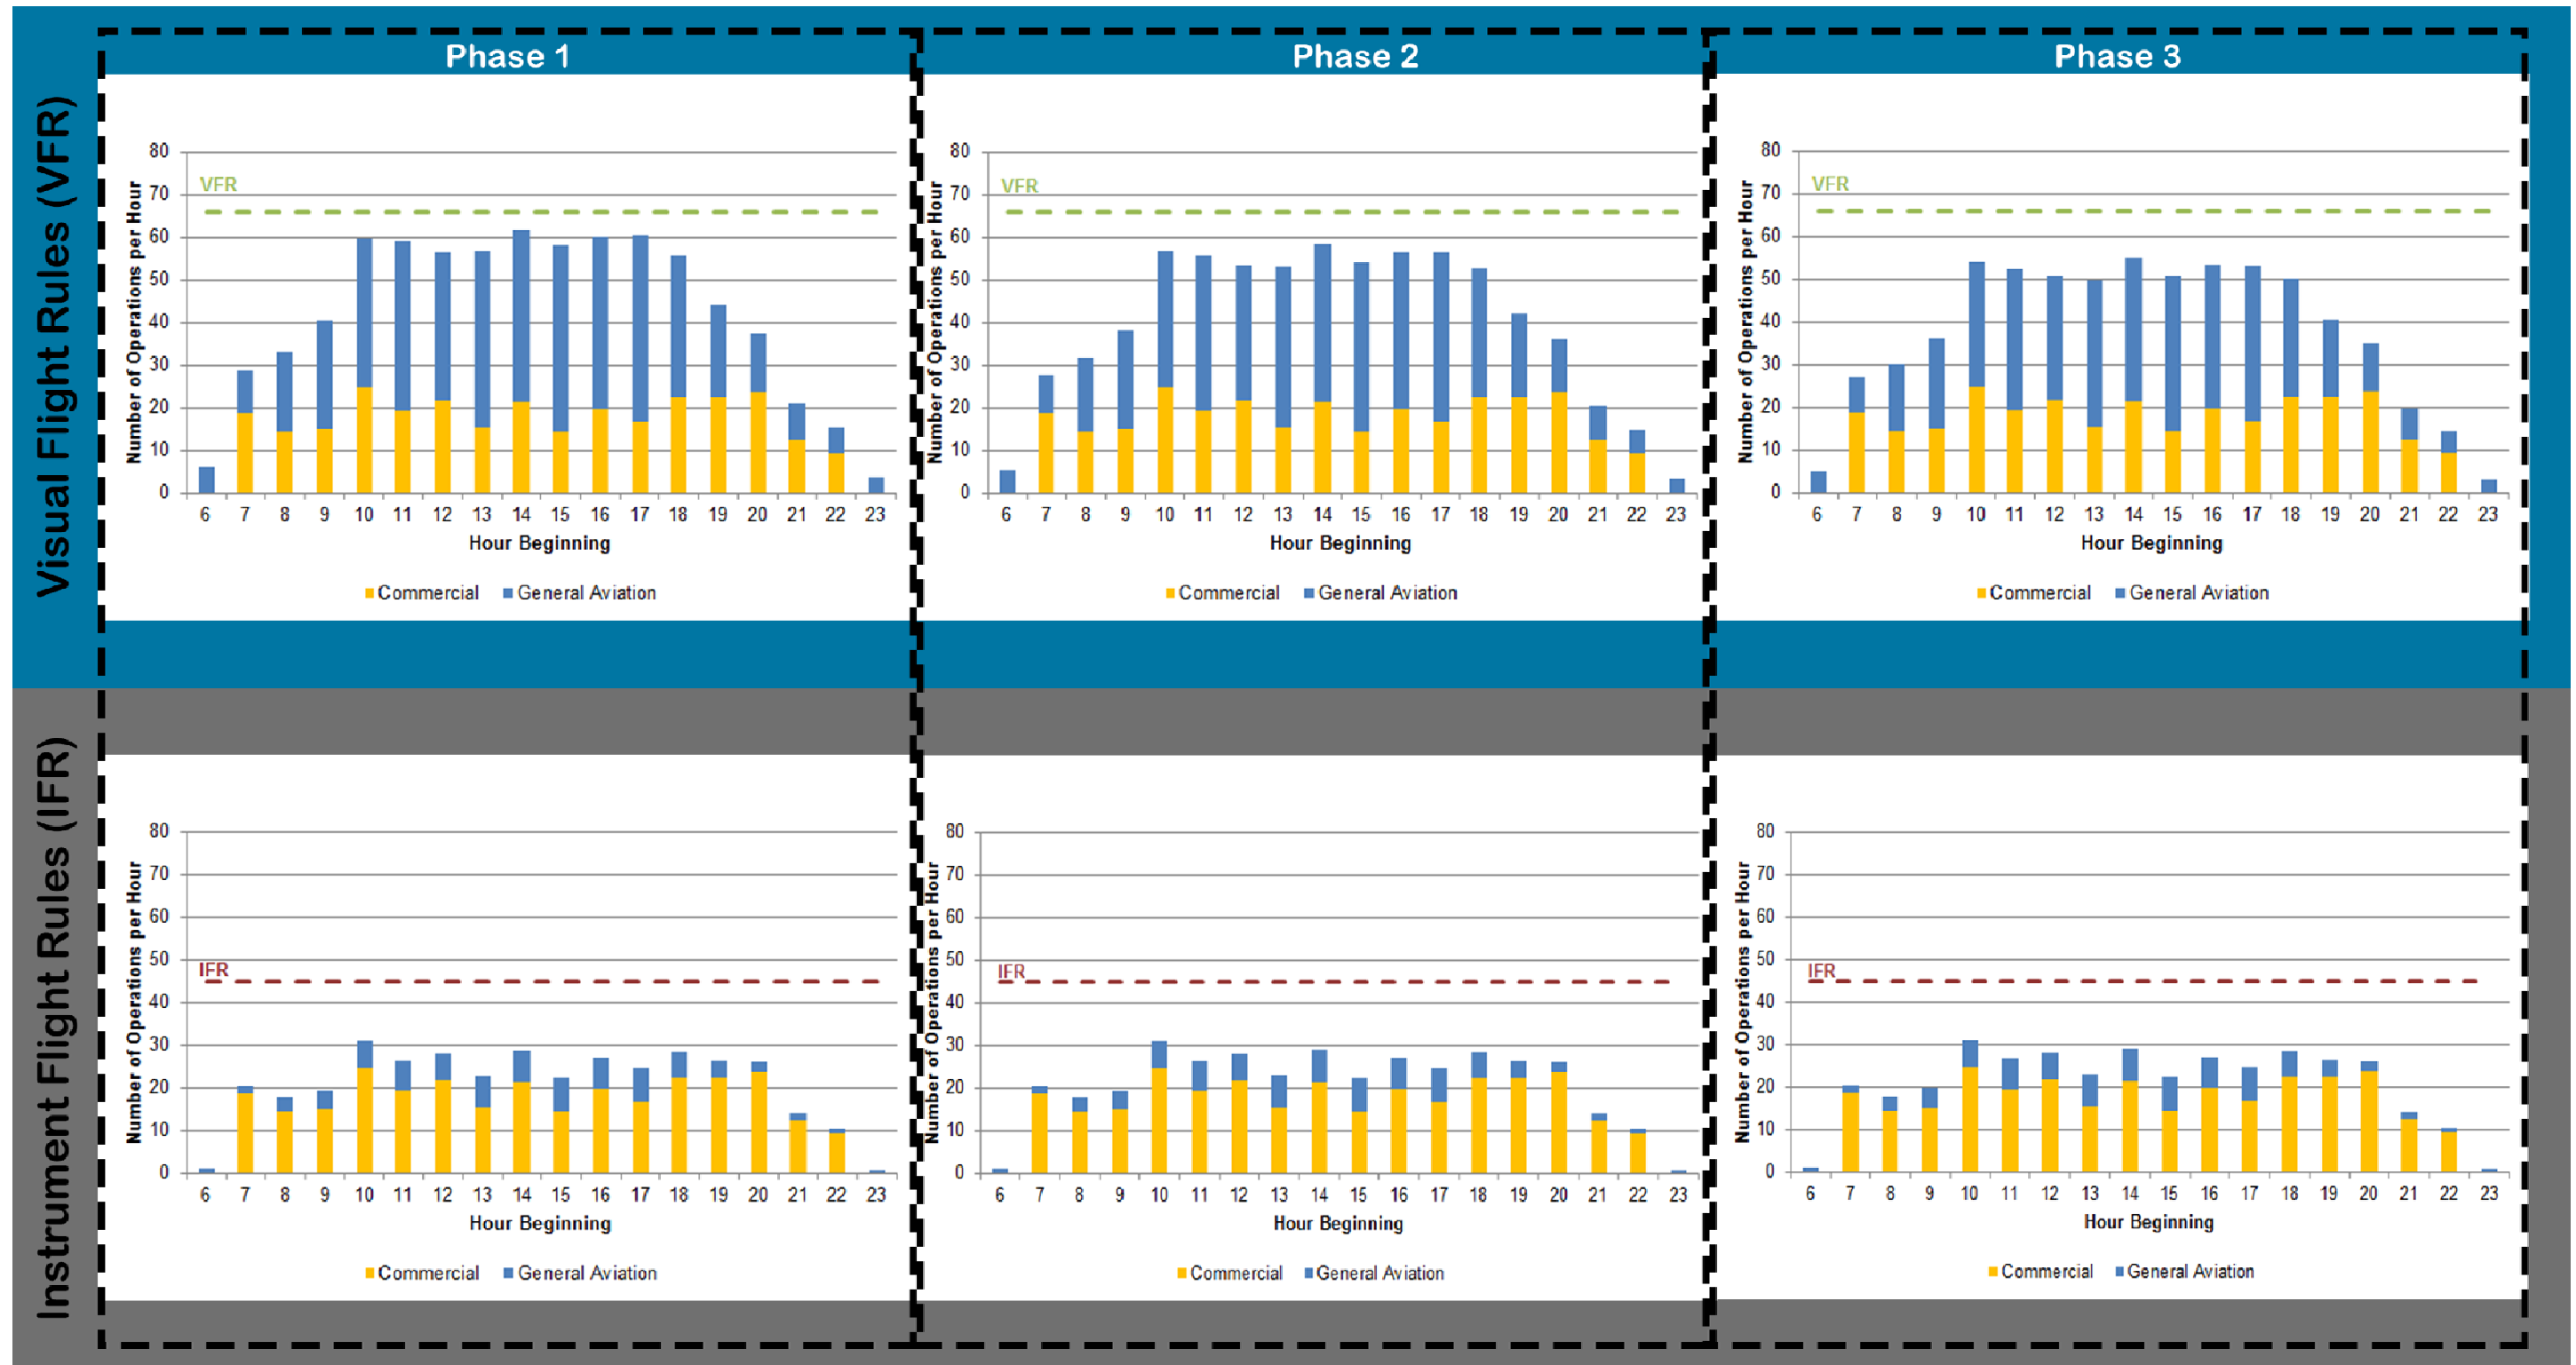 Phase 1
Phase 2
Phase 3
Visual Flight Rules (VFR)
Number of Operations per Hour
80
70
60
50
40
30
20
10
0
VFR
6 7 8 9 10 11 12 13 14 15 16 17 18 19 20 21 22 23
Hour Beginning
Commercial General Aviation
Number of Operations per Hour
80
70
60
50
40
30
20
10
0
VFR
6 7 8 9 10 11 12 13 14 15 16 17 18 19 20 21 22 23
Hour Beginning
Commercial General Aviation
Number of Operations per Hour
80
70
60
50
40
30
20
10
0
VFR
6 7 8 9 10 11 12 13 14 15 16 17 18 19 20 21 22 23
Hour Beginning
Commercial General Aviation
Instrument Flight Rules (IFR)
Number of Operations per Hour
80
70
60
50
40
30
20
10
0
IFR
6 7 8 9 10 11 12 13 14 15 16 17 18 19 20 21 22 23
Hour Beginning
Commercial General Aviation
Number of Operations per Hour
80
70
60
50
40
30
20
10
0
IFR
6 7 8 9 10 11 12 13 14 15 16 17 18 19 20 21 22 23
Hour Beginning
Commercial General Aviation
Number of Operations per Hour
80
70
60
50
40
30
20
10
0
IFR
6 7 8 9 10 11 12 13 14 15 16 17 18 19 20 21 22 23
Hour Beginning
Commercial General Aviation